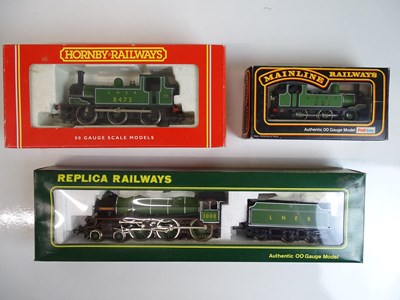 HORNBY RAILWAYS
L N E R
8473
00 GAUGE SCALE MODELS
MAINLINE
RAILWAYS
Authentic OO Gauge Model
Palitoy
REPLICA RAILWAYS
L N E R
Authentic OO Gauge Model